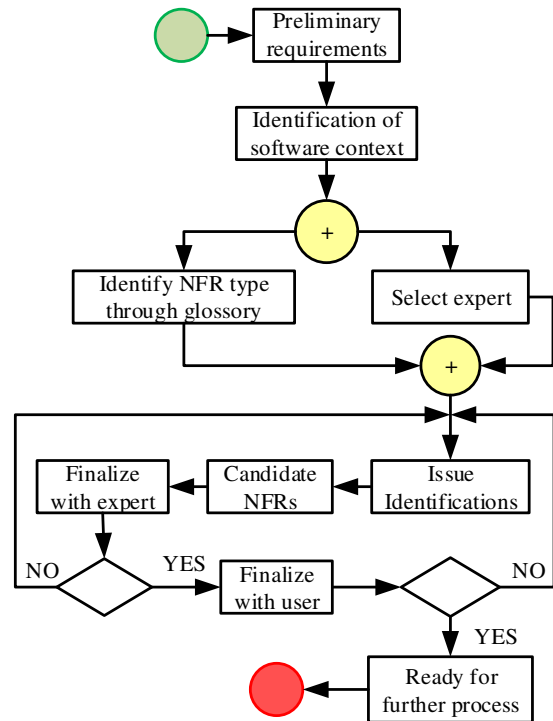 Preliminary
requirements
Identification of
software context
+
Identify NFR type
through glossory
Select expert
+
Finalize
with expert
Candidate
NFRs
Issue
Identifications
NO
YES
Finalize
with user
NO
YES
Ready for
further process